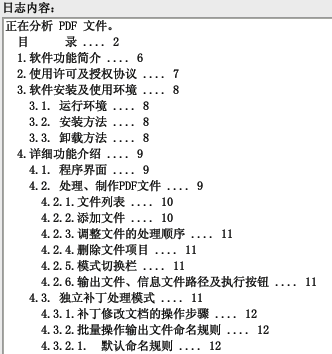 日志内容:
正在分析 PDF 文件。
目 录 .... 2
1.软件功能简介 .... 6
2.使用许可及授权协议 .... 7
3.软件安装及使用环境 .... 8
3.1. 运行环境 .... 8
3.2. 安装方法 .... 8
3.3. 卸载方法 .... 8
4.详细功能介绍 .... 9
4.1. 程序界面 .... 9
4.2. 处理、制作PDF文件 .... 9
4.2.1.文件列表 .... 10
4.2.2.添加文件 .... 10
4.2.3.调整文件的处理顺序 .... 11
4.2.4.删除文件项目 .... 11
4.2.5.模式切换栏 .... 11
4.2.6.输出文件、信息文件路径及执行按钮 .... 11
4.3. 独立补丁处理模式 .... 11
4.3.1.补丁修改文档的操作步骤 .... 12
4.3.2.批量操作输出文件命名规则 .... 12
4.3.2.1. 默认命名规则 .... 12